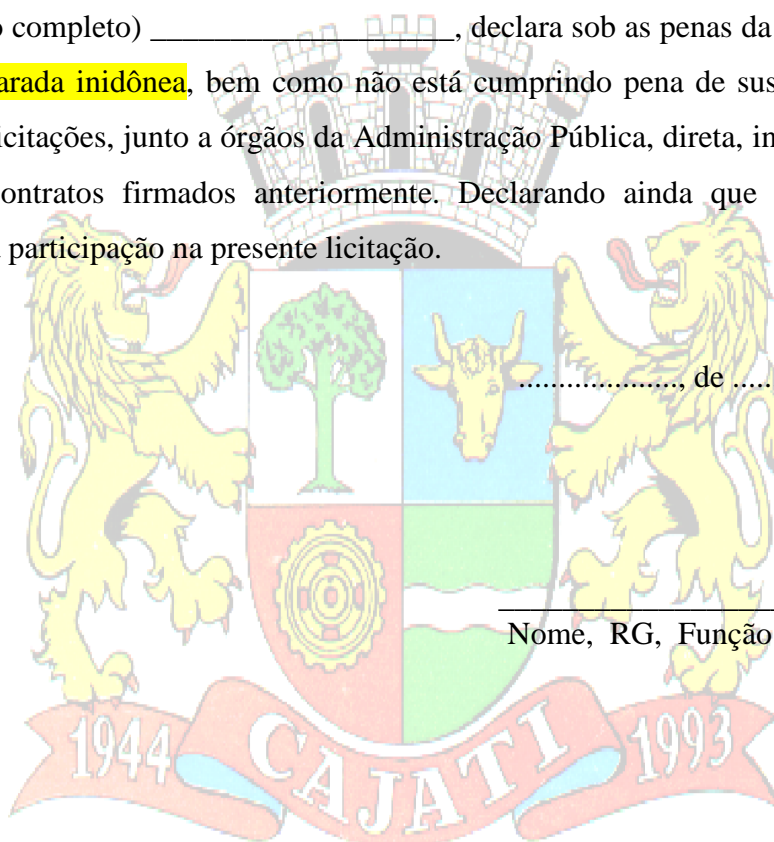 o completo) ___________________, declara sob as penas da
arada inidônea, bem como não está cumprindo pena de sus
icitações, junto a órgãos da Administração Pública, direta, in
ontratos firmados anteriormente. Declarando ainda que
participação na presente licitação.
...................., de .....
___________________
Nome, RG, Função
1944 CAJATI 1993